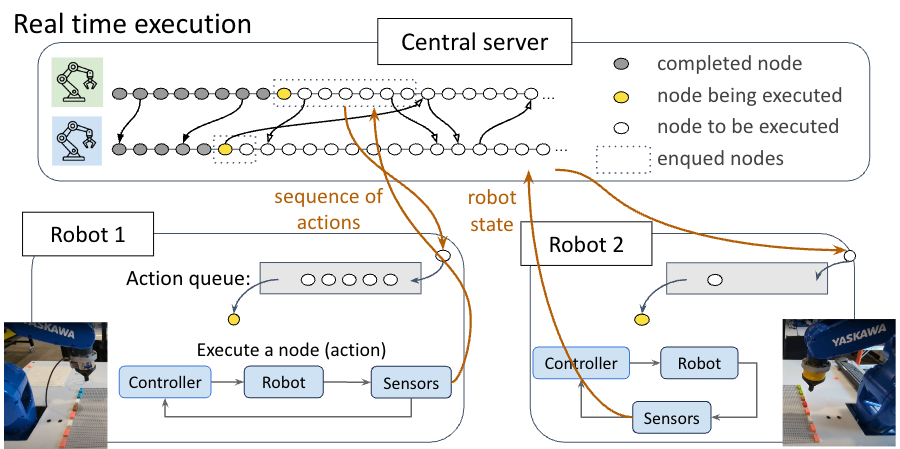 Real time execution
Central server
completed node
node being executed
node to be executed
enqued nodes
...
...
sequence of
actions
robot
state
Robot 1
Action queue:
Execute a node (action)
Controller
Robot
Sensors
YASKAWA
Robot 2
Controller
Robot
Sensors
YASKAWA